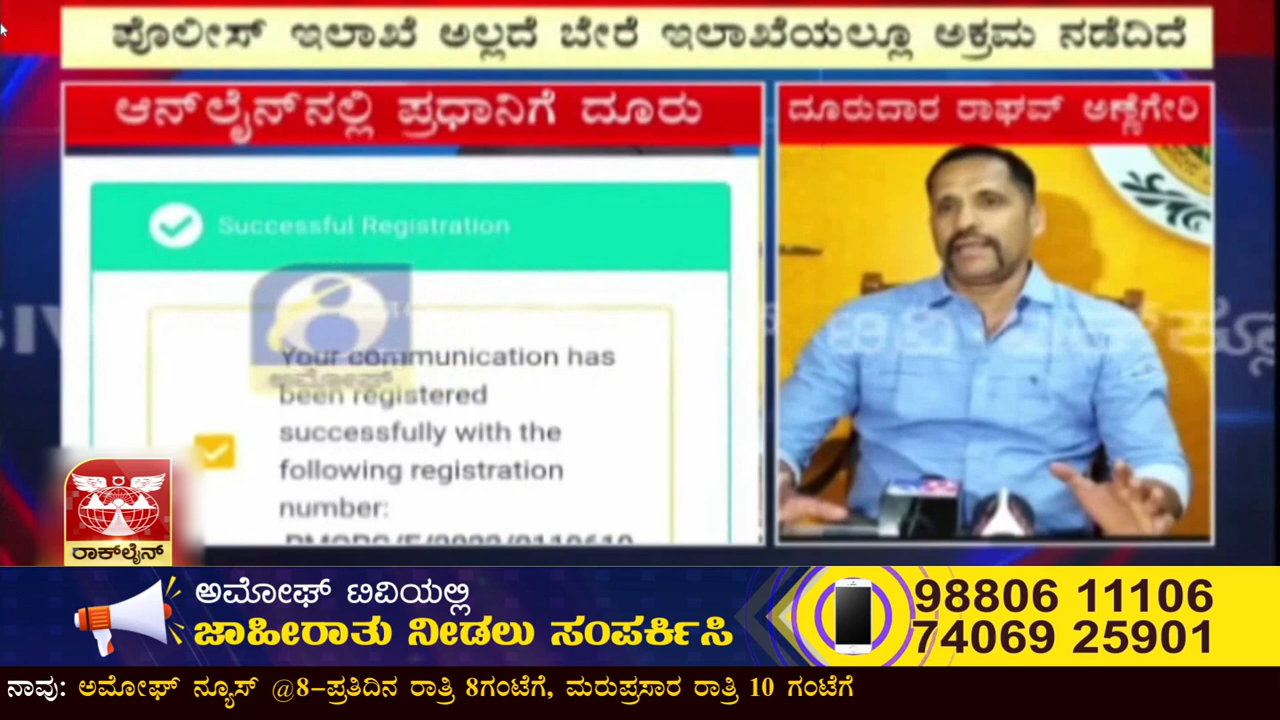 ಪೊಲೀಸ್ ಇಲಾಖೆ ಅಲ್ಲದೆ ಬೇರೆ ಇಲಾಖೆಯಲ್ಲೂ ಅಕ್ರಮ ನಡೆದಿದೆ
ಆನ್‌ಲೈನ್‌ನಲ್ಲಿ ಪ್ರಧಾನಿಗೆ ದೂರು
ದೂರುದಾರ ರಾಘವ್ ಅಣ್ಣಿಗೇರಿ
Successful Registration
Your communication has
been registered
successfully with the
following registration
number:
ಅಮೋಘ್
ರಾಕ್‌ಲೈನ್
ಅಮೋಘ್ ಟಿವಿಯಲ್ಲಿ
ಜಾಹೀರಾತು ನೀಡಲು ಸಂಪರ್ಕಿಸಿ
98806 11106
74069 25901
ನಾವು: ಅಮೋಘ್ ನ್ಯೂಸ್ @8-ಪ್ರತಿದಿನ ರಾತ್ರಿ 8ಗಂಟೆಗೆ, ಮರುಪ್ರಸಾರ ರಾತ್ರಿ 10 ಗಂಟೆಗೆ